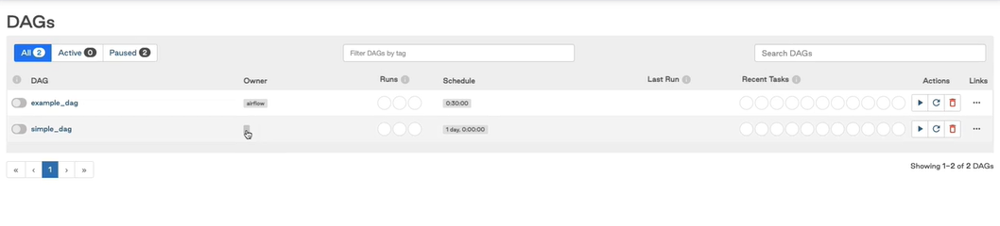 DAGs
All 2 Active 0 Paused 2 Filter DAGs by tag Search DAGs
DAG Owner Runs Schedule Last Run Recent Tasks Actions Links
example_dag airflow 0:30:00 ...
simple_dag 1 day, 0:00:00 ...
« ‹ 1 › » Showing 1-2 of 2 DAGs